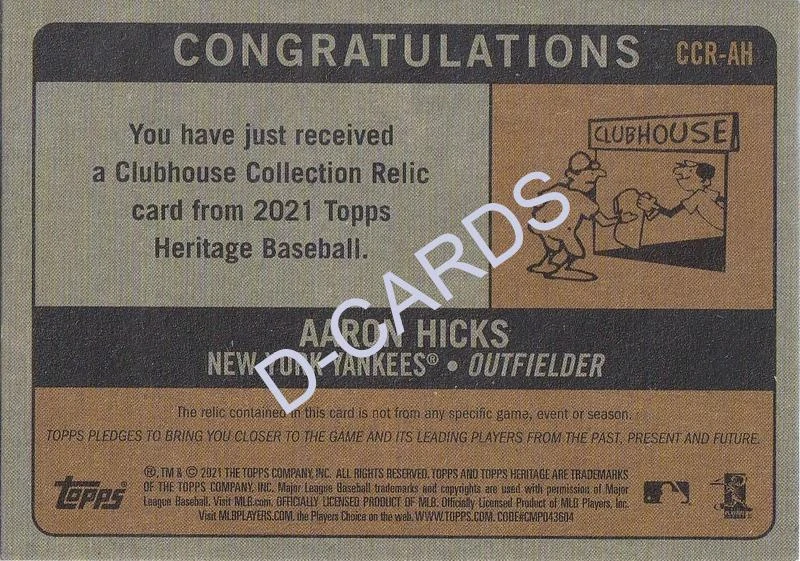 CONGRATULATIONS CCR-AH
You have just received
a Clubhouse Collection Relic
card from 2021 Topps
Heritage Baseball.
CLUBHOUSE
D-CARDS
AARON HICKS
NEW YORK YANKEES® • OUTFIELDER
The relic contained in this card is not from any specific game, event or season.
TOPPS PLEDGES TO BRING YOU CLOSER TO THE GAME AND ITS LEADING PLAYERS FROM THE PAST, PRESENT AND FUTURE.
topps
®, TM & © 2021 THE TOPPS COMPANY, INC. ALL RIGHTS RESERVED. TOPPS AND TOPPS HERITAGE ARE TRADEMARKS
OF THE TOPPS COMPANY, INC. Major League Baseball trademarks and copyrights are used with permission of Major
League Baseball. Visit MLB.com. OFFICIALLY LICENSED PRODUCT OF MLB. Officially Licensed Product of MLB Players, Inc.
Visit MLBPLAYERS.COM, the Players Choice on the web. WWW.TOPPS.COM. CODE#CMP043604
PLAYERS